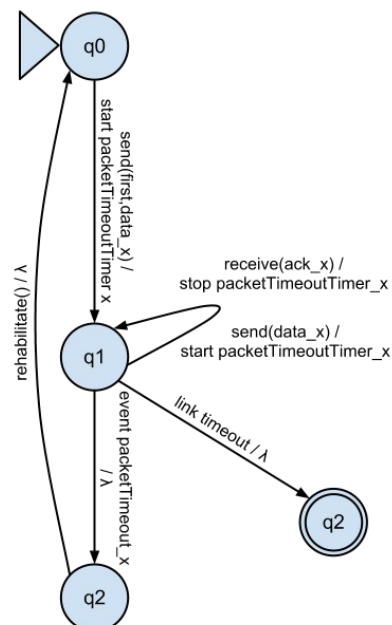 q0
send(first,data_x) /
start packetTimeoutTimer x
rehabilitate() / λ
receive(ack_x) /
stop packetTimeoutTimer_x
send(data_x) /
start packetTimeoutTimer_x
q1
event packetTimeout_x
/ λ
link timeout / λ
q2
q2